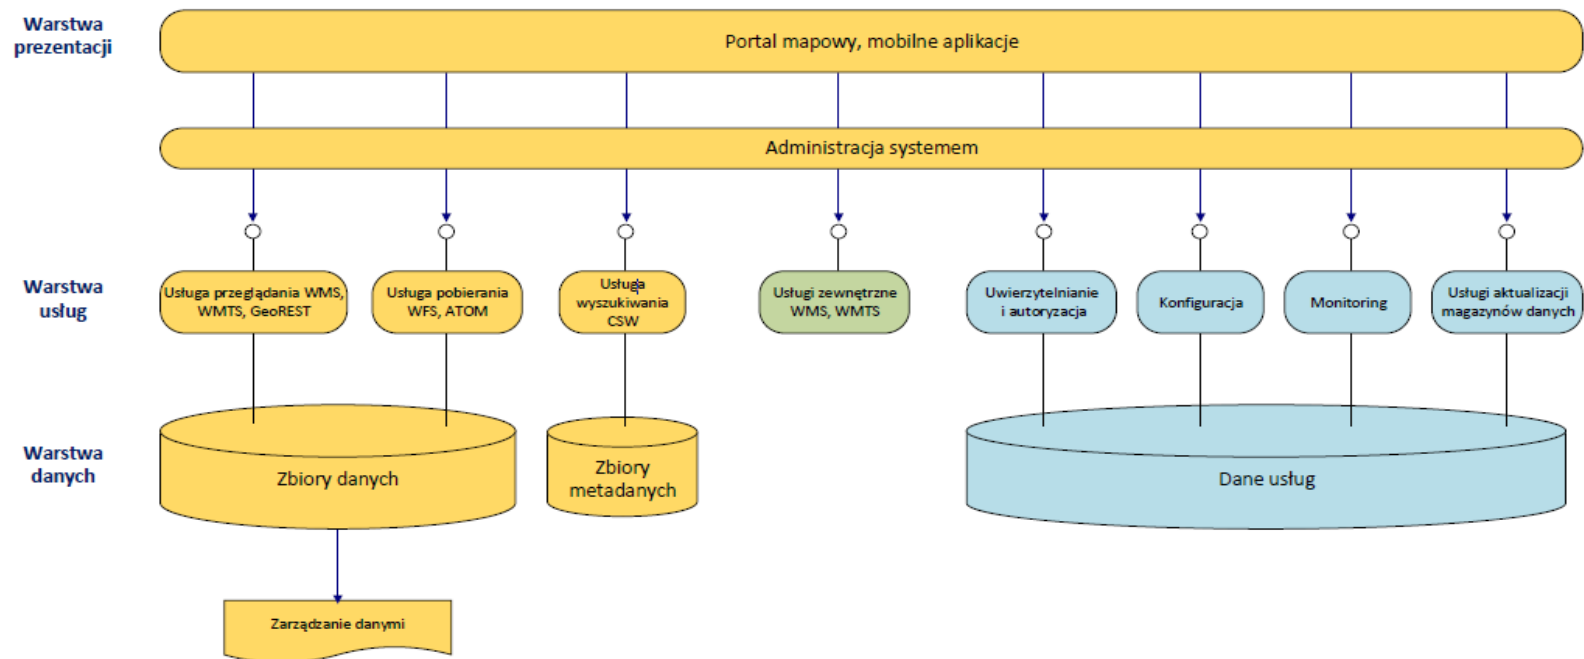 Warstwa
prezentacji
Portal mapowy, mobilne aplikacje
Administracja systemem
Warstwa
usług
Usługa przeglądania WMS,
WMTS, GeoREST
Usługa pobierania
WFS, ATOM
Usługa
wyszukiwania
CSW
Usługi zewnętrzne
WMS, WMTS
Uwierzytelnianie
i autoryzacja
Konfiguracja
Monitoring
Usługi aktualizacji
magazynów danych
Warstwa
danych
Zbiory danych
Zbiory
metadanych
Dane usług
Zarządzanie danymi